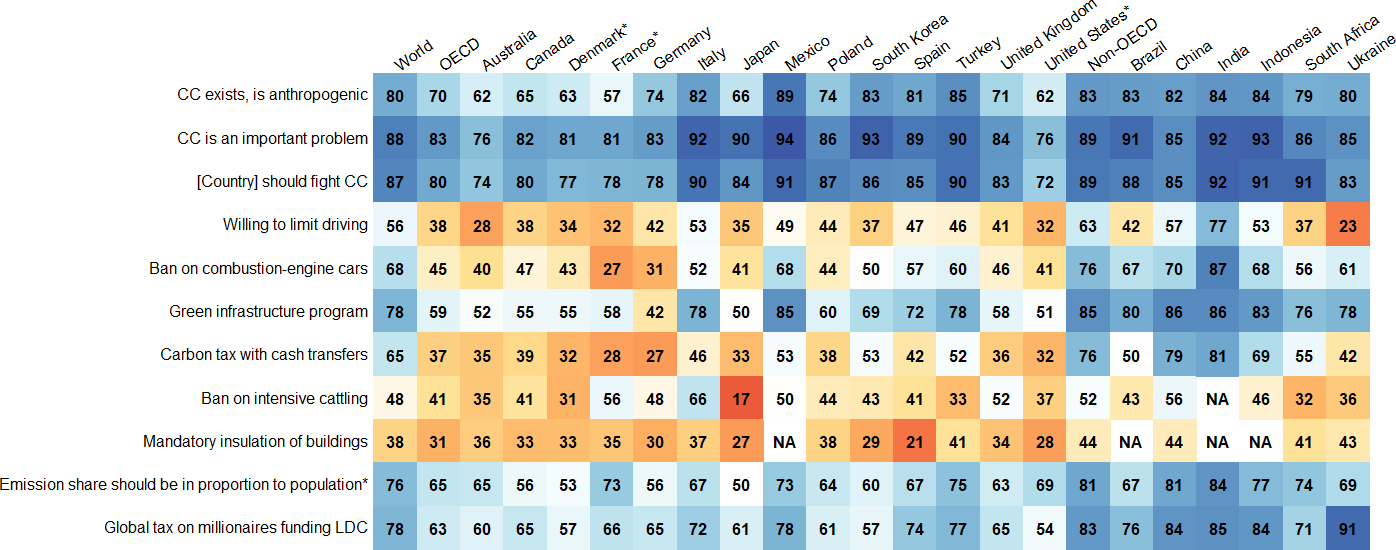 World OECD Australia Canada Denmark* France* Germany Italy Japan Mexico Poland South Korea Spain Turkey United Kingdom United States* Non-OECD Brazil China India Indonesia South Africa Ukraine
CC exists, is anthropogenic 80 70 62 65 63 57 74 82 66 89 74 83 81 85 71 62 83 83 82 84 84 79 80
CC is an important problem 88 83 76 82 81 81 83 92 90 94 86 93 89 90 84 76 89 91 85 92 93 86 85
[Country] should fight CC 87 80 74 80 77 78 78 90 84 91 87 86 85 90 83 72 89 88 85 92 91 91 83
Willing to limit driving 56 38 28 38 34 32 42 53 35 49 44 37 47 46 41 32 63 42 57 77 53 37 23
Ban on combustion-engine cars 68 45 40 47 43 27 31 52 41 68 44 50 57 60 46 41 76 67 70 87 68 56 61
Green infrastructure program 78 59 52 55 55 58 42 78 50 85 60 69 72 78 58 51 85 80 86 86 83 76 78
Carbon tax with cash transfers 65 37 35 39 32 28 27 46 33 53 38 53 42 52 36 32 76 50 79 81 69 55 42
Ban on intensive cattling 48 41 35 41 31 56 48 66 17 50 44 43 41 33 52 37 52 43 56 NA 46 32 36
Mandatory insulation of buildings 38 31 36 33 33 35 30 37 27 NA 38 29 21 41 34 28 44 NA 44 NA NA 41 43
Emission share should be in proportion to population* 76 65 65 56 53 73 56 67 50 73 64 60 67 75 63 69 81 67 81 84 77 74 69
Global tax on millionaires funding LDC 78 63 60 65 57 66 65 72 61 78 61 57 74 77 65 54 83 76 84 85 84 71 91